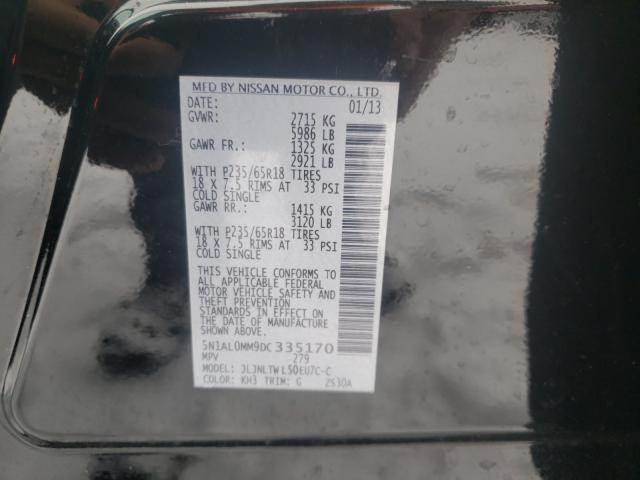 MFD BY NISSAN MOTOR CO., LTD.
DATE: 01/13
GVWR: 2715 KG
5986 LB
GAWR FR.: 1325 KG
2921 LB
WITH P235/65R18 TIRES
18 X 7.5 RIMS AT 33 PSI
COLD SINGLE
GAWR RR.: 1415 KG
3120 LB
WITH P235/65R18 TIRES
18 X 7.5 RIMS AT 33 PSI
COLD SINGLE
THIS VEHICLE CONFORMS TO
ALL APPLICABLE FEDERAL
MOTOR VEHICLE SAFETY AND
THEFT PREVENTION
STANDARDS IN EFFECT ON
THE DATE OF MANUFACTURE
SHOWN ABOVE.
5N1AL0MM9DC335170
MPV 279
MODEL: JLJNLTWL50EU7C-C
COLOR: KH3 TRIM: G 2S30A